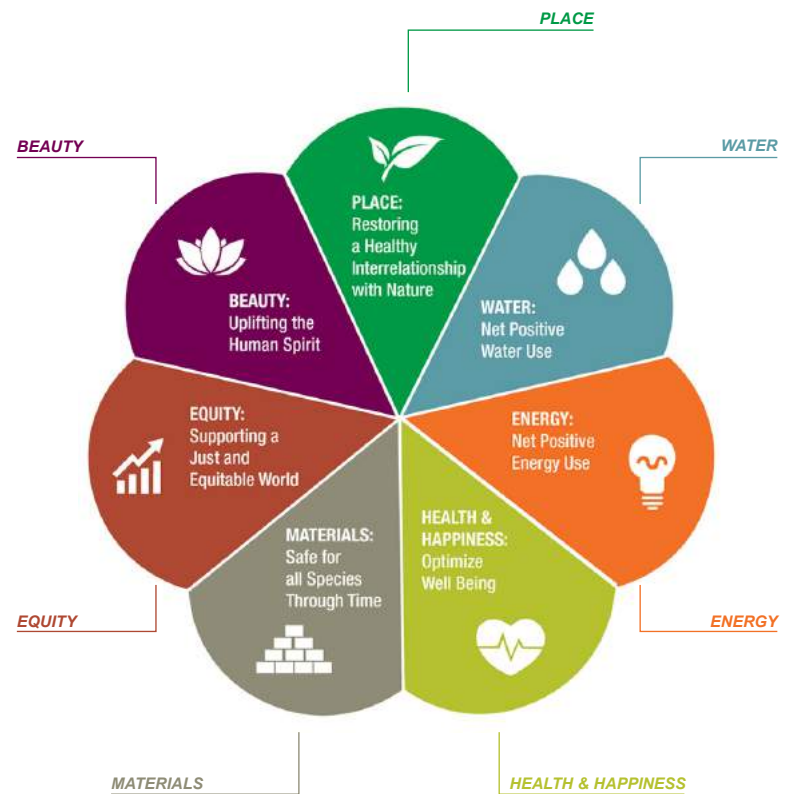 PLACE
BEAUTY
WATER
PLACE:
Restoring
a Healthy
Interrelationship
with Nature
BEAUTY:
Uplifting the
Human Spirit
WATER:
Net Positive
Water Use
EQUITY:
Supporting a
Just and
Equitable World
ENERGY:
Net Positive
Energy Use
MATERIALS:
Safe for
all Species
Through Time
HEALTH &
HAPPINESS:
Optimize
Well Being
EQUITY
ENERGY
MATERIALS
HEALTH & HAPPINESS